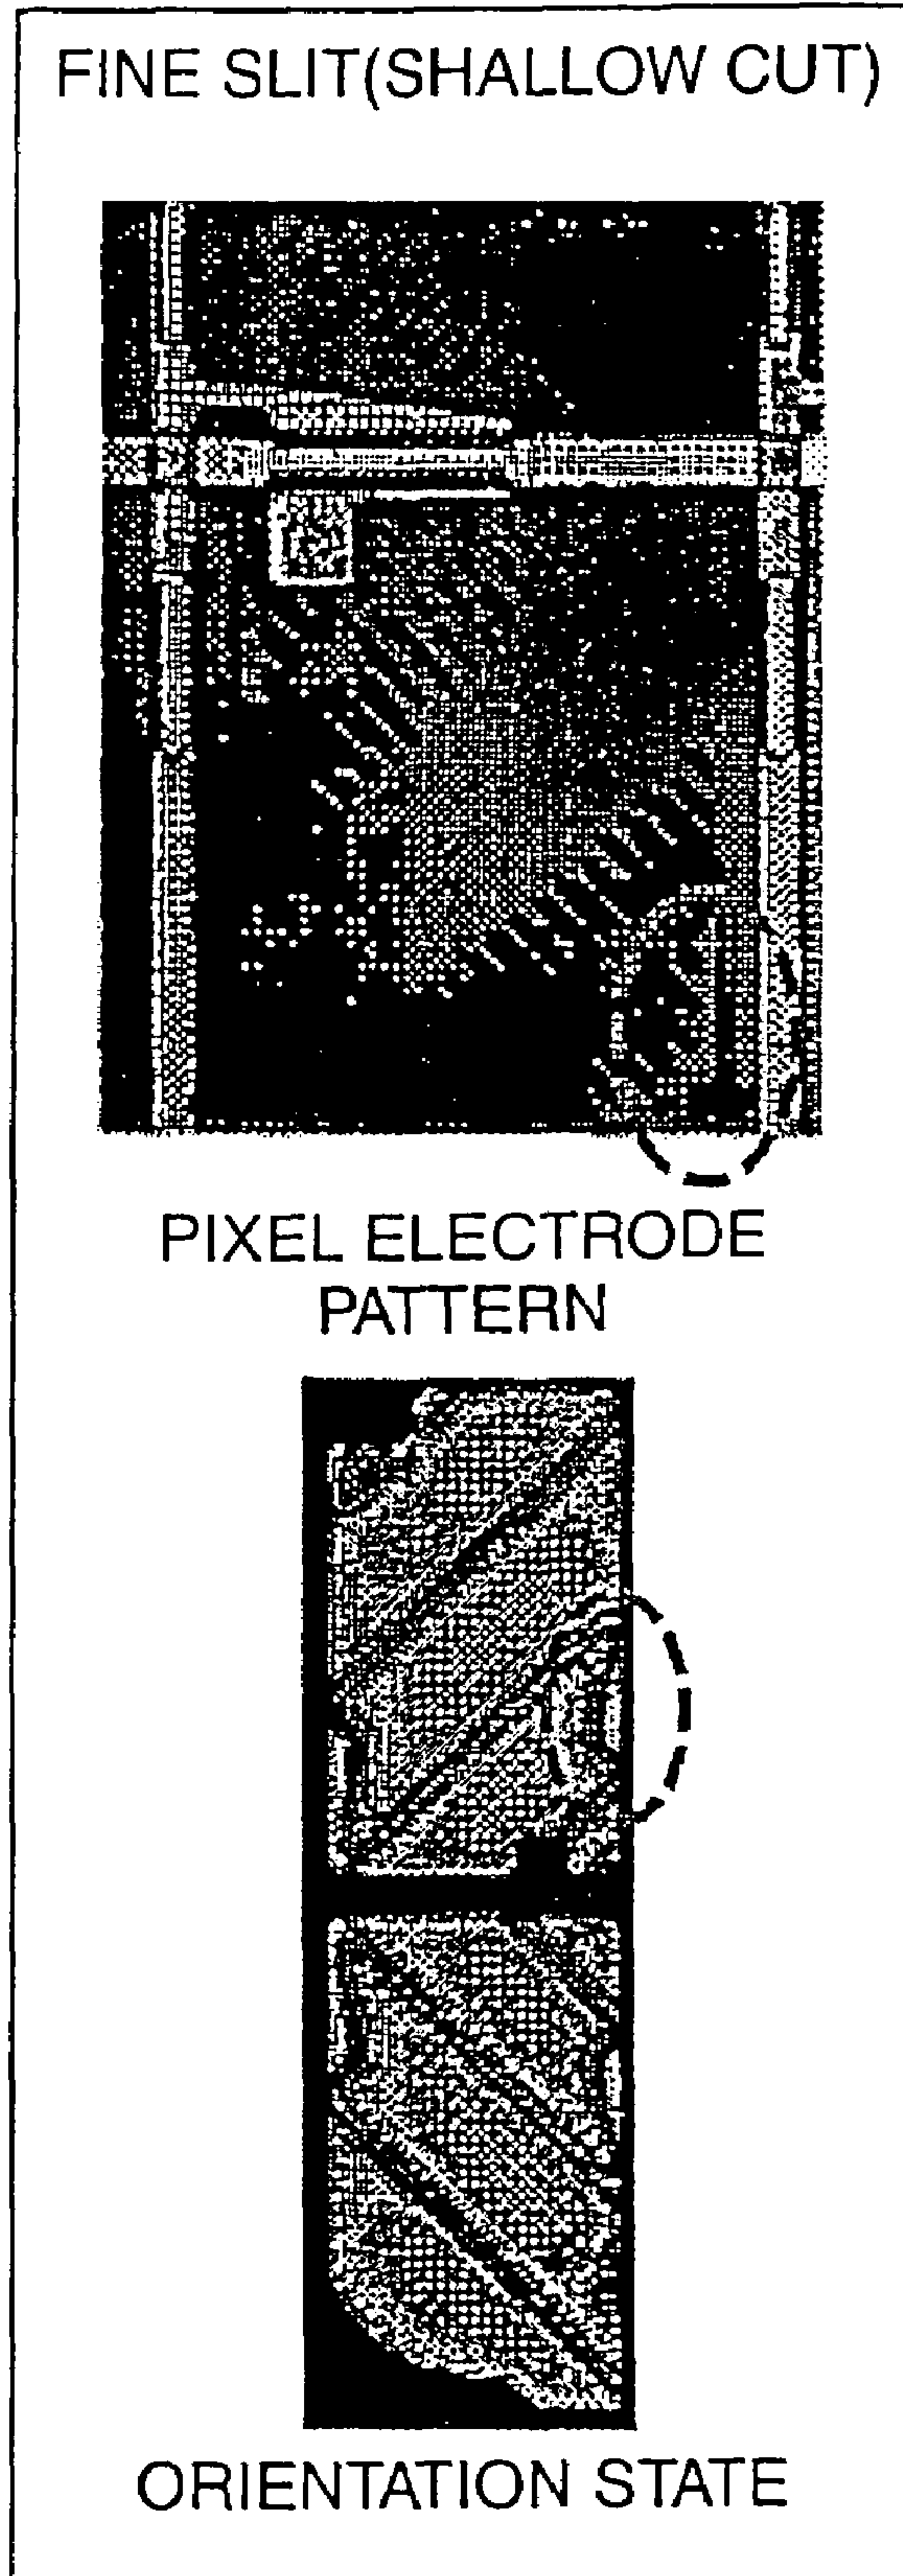 FINE SLIT(SHALLOW CUT)
PIXEL ELECTRODE
PATTERN
ORIENTATION STATE